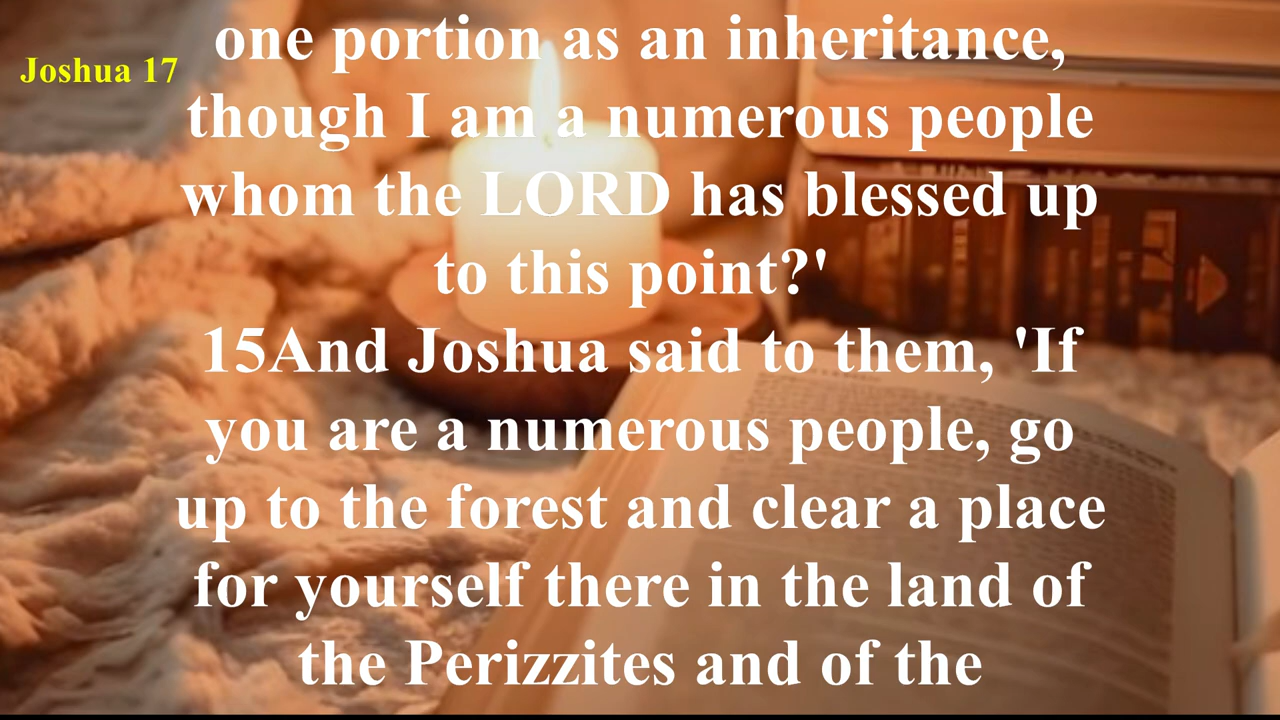 Joshua 17
one portion as an inheritance,
though I am a numerous people
whom the LORD has blessed up
to this point?'
15And Joshua said to them, 'If
you are a numerous people, go
up to the forest and clear a place
for yourself there in the land of
the Perizzites and of the